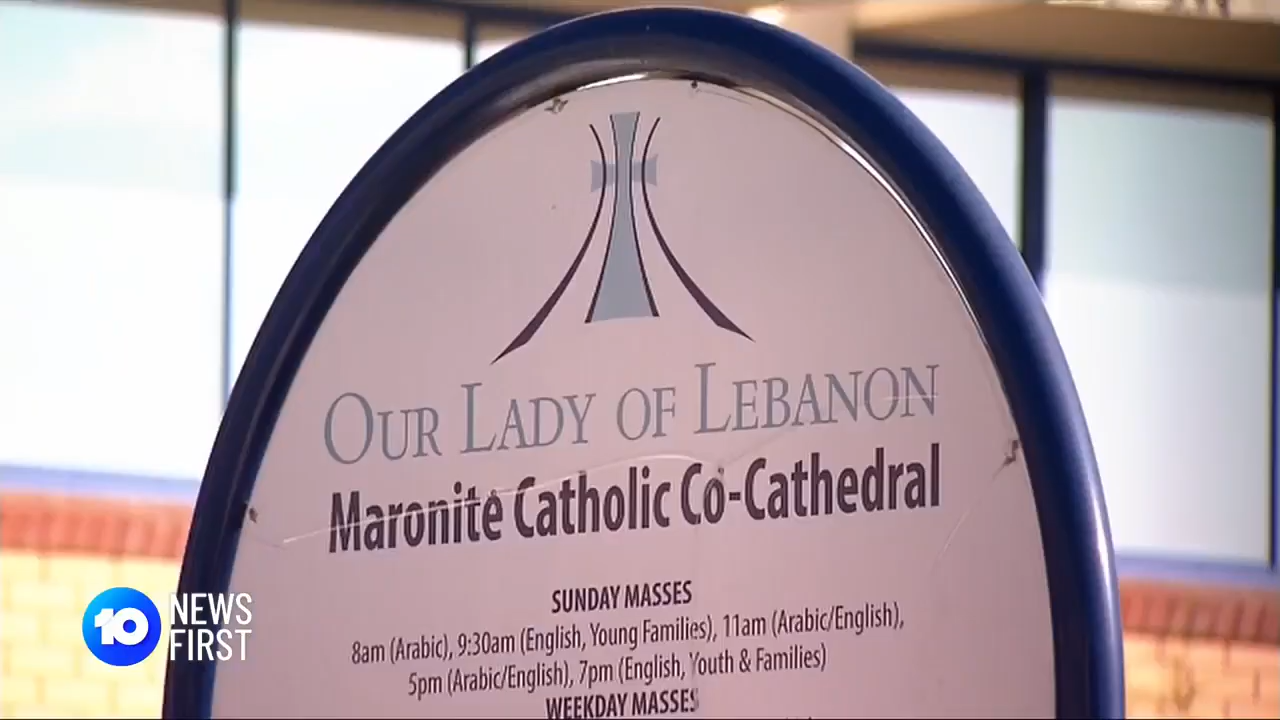 Our Lady of Lebanon
Maronite Catholic Co-Cathedral
SUNDAY MASSES
8am (Arabic), 9:30am (English, Young Families), 11am (Arabic/English),
5pm (Arabic/English), 7pm (English, Youth & Families)
WEEKDAY MASSES
10 NEWS
FIRST